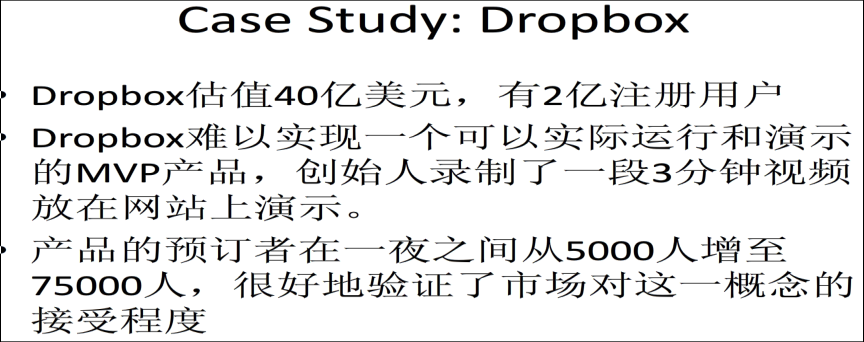 Case Study: Dropbox
• Dropbox估值40亿美元，有2亿注册用户
• Dropbox难以实现一个可以实际运行和演示
的MVP产品，创始人录制了一段3分钟视频
放在网站上演示。
• 产品的预订者在一夜之间从5000人增至
75000人，很好地验证了市场对这一概念的
接受程度